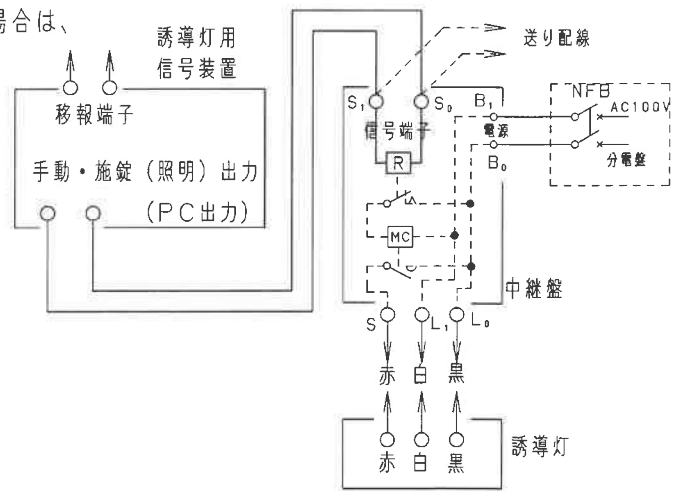 場合は、
誘導灯用
信号装置
移報端子
手動・施錠（照明）出力
（PC出力）
送り配線
S₁
S₀
信号端子
R
MC
B₁
電源
B₀
NFB
AC100V
分電盤
中継盤
S
L₁
L₀
赤 白 黒
赤 白 黒
誘導灯